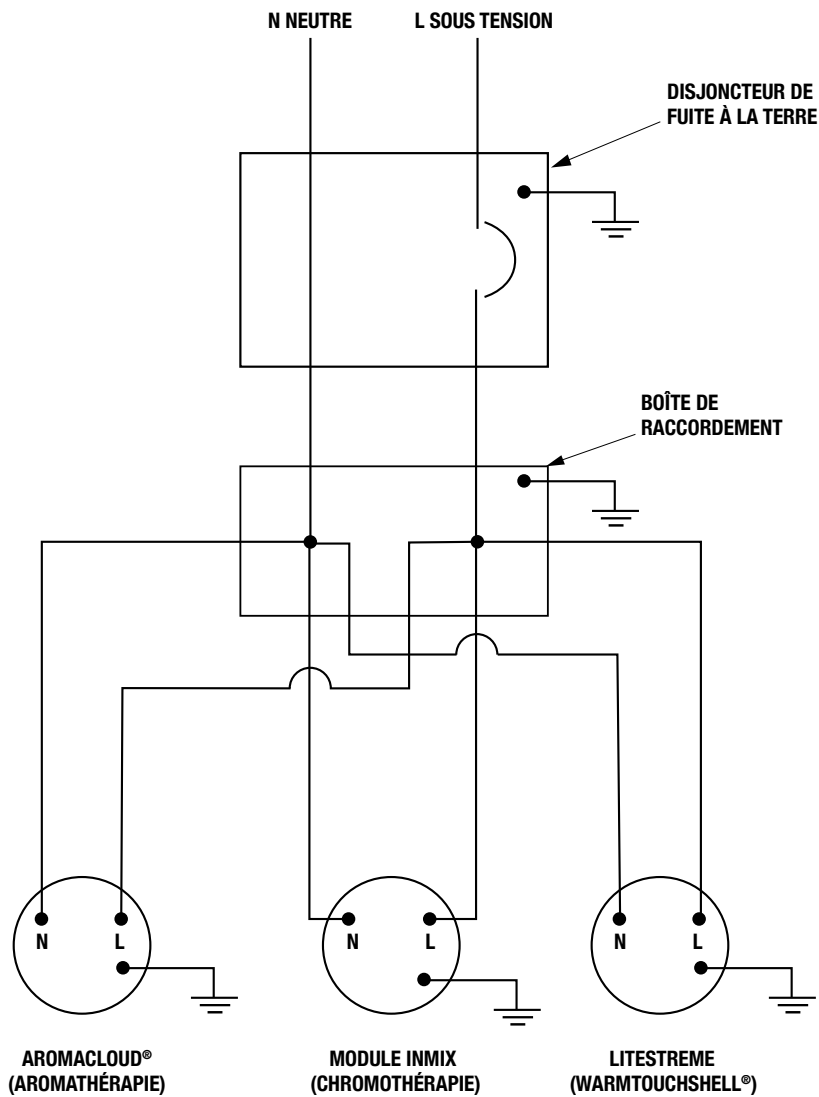 N NEUTRE
L SOUS TENSION
DISJONCTEUR DE
FUITE À LA TERRE
BOÎTE DE
RACCORDEMENT
N
L
N
L
N
L
AROMACLOUD®
(AROMATHÉRAPIE)
MODULE INMIX
(CHROMOTHÉRAPIE)
LITESTREME
(WARMTOUCHSHELL®)